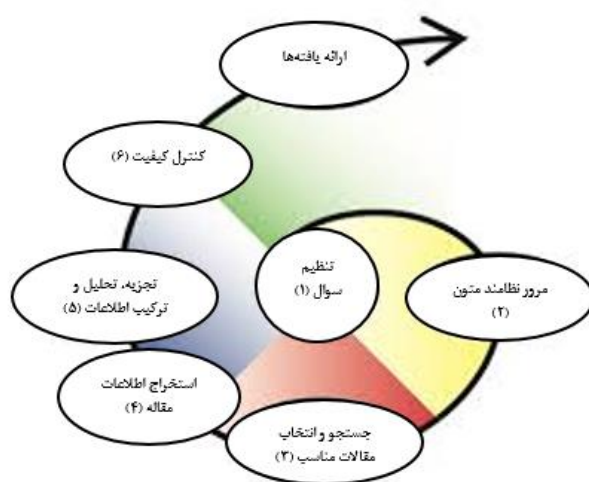 ارائه یافته‌ها
کنترل کیفیت (۶)
تنظیم
سوال (۱)
مرور نظامند متون
(۲)
تجزیه، تحلیل و
ترکیب اطلاعات (۵)
استخراج اطلاعات
مقاله (۴)
جستجو و انتخاب
مقالات مناسب (۳)